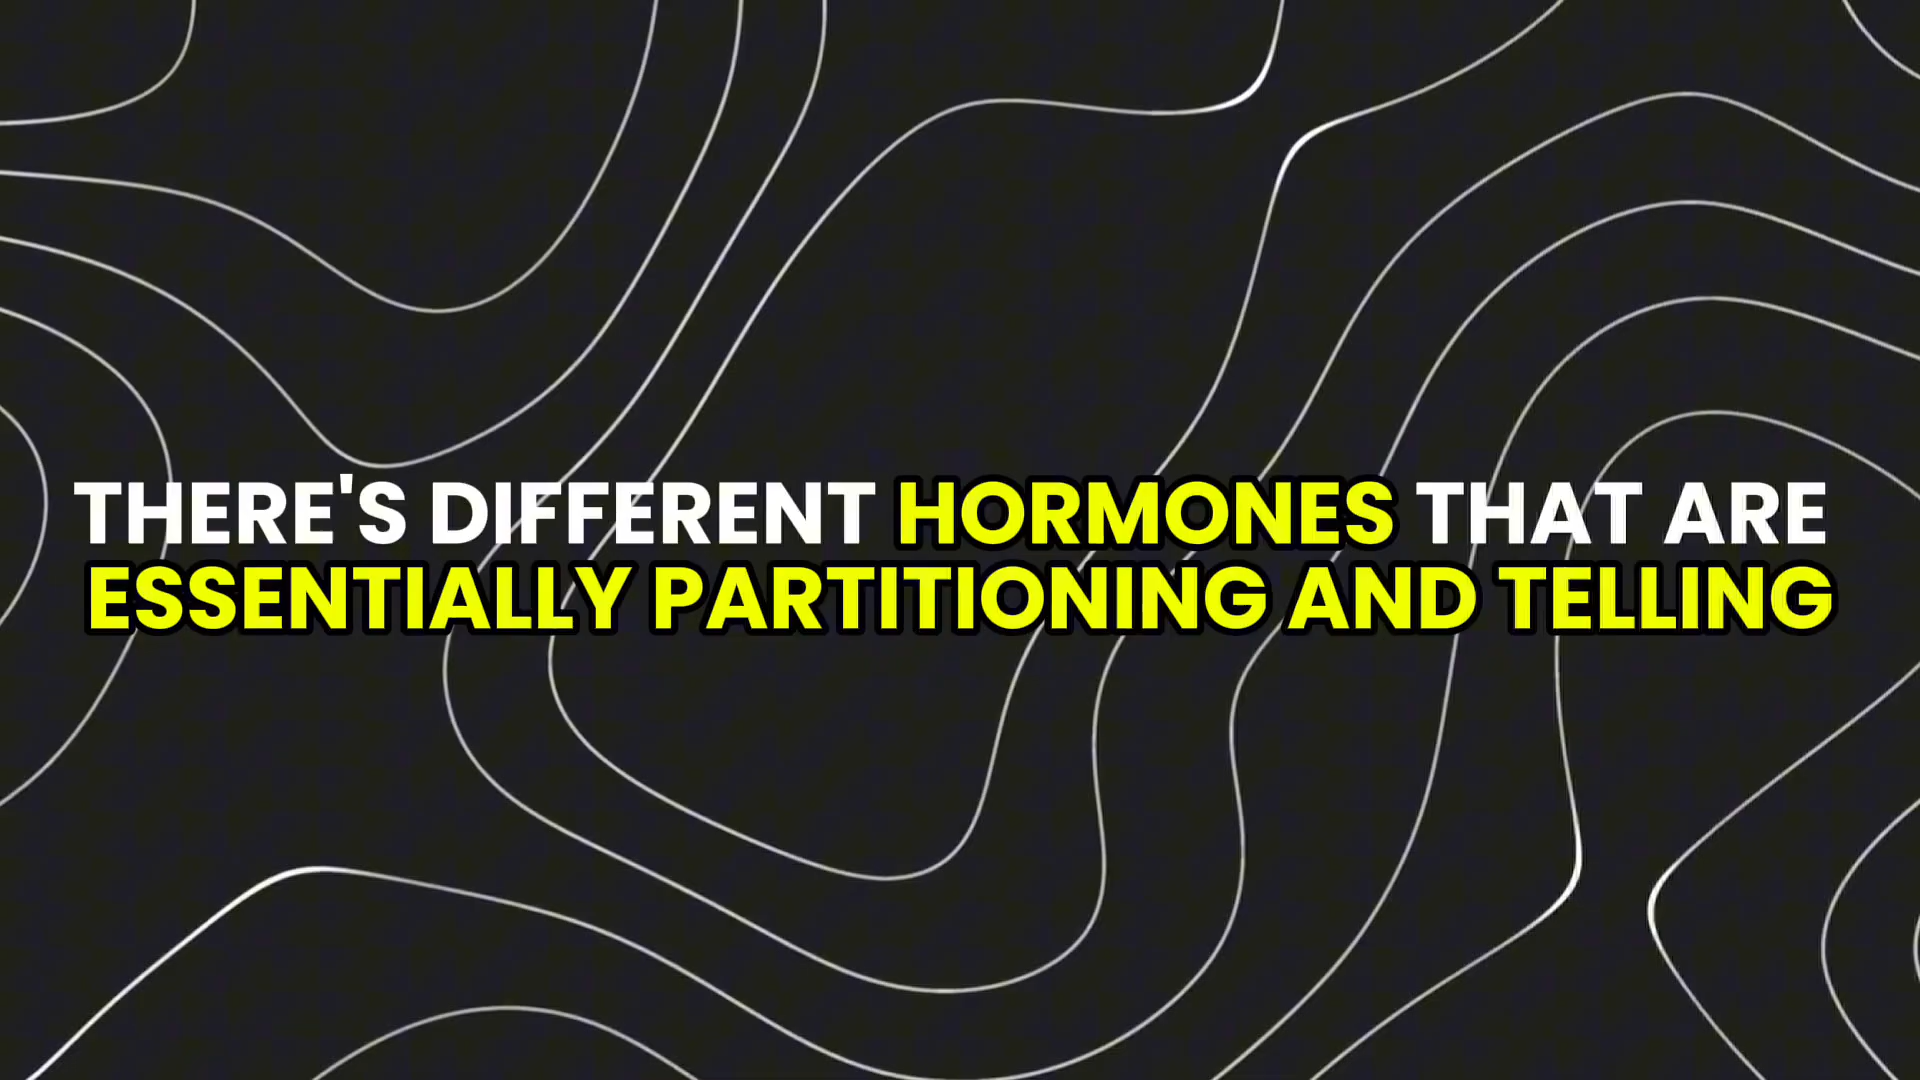 THERE'S DIFFERENT HORMONES THAT ARE
ESSENTIALLY PARTITIONING AND TELLING